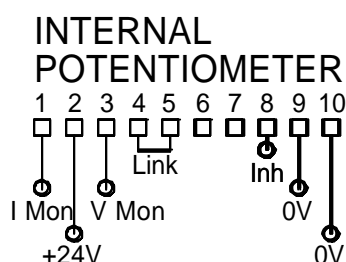 INTERNAL
POTENTIOMETER
1 2 3 4 5 6 7 8 9 10
Link
Inh
I Mon V Mon 0V
+24V 0V